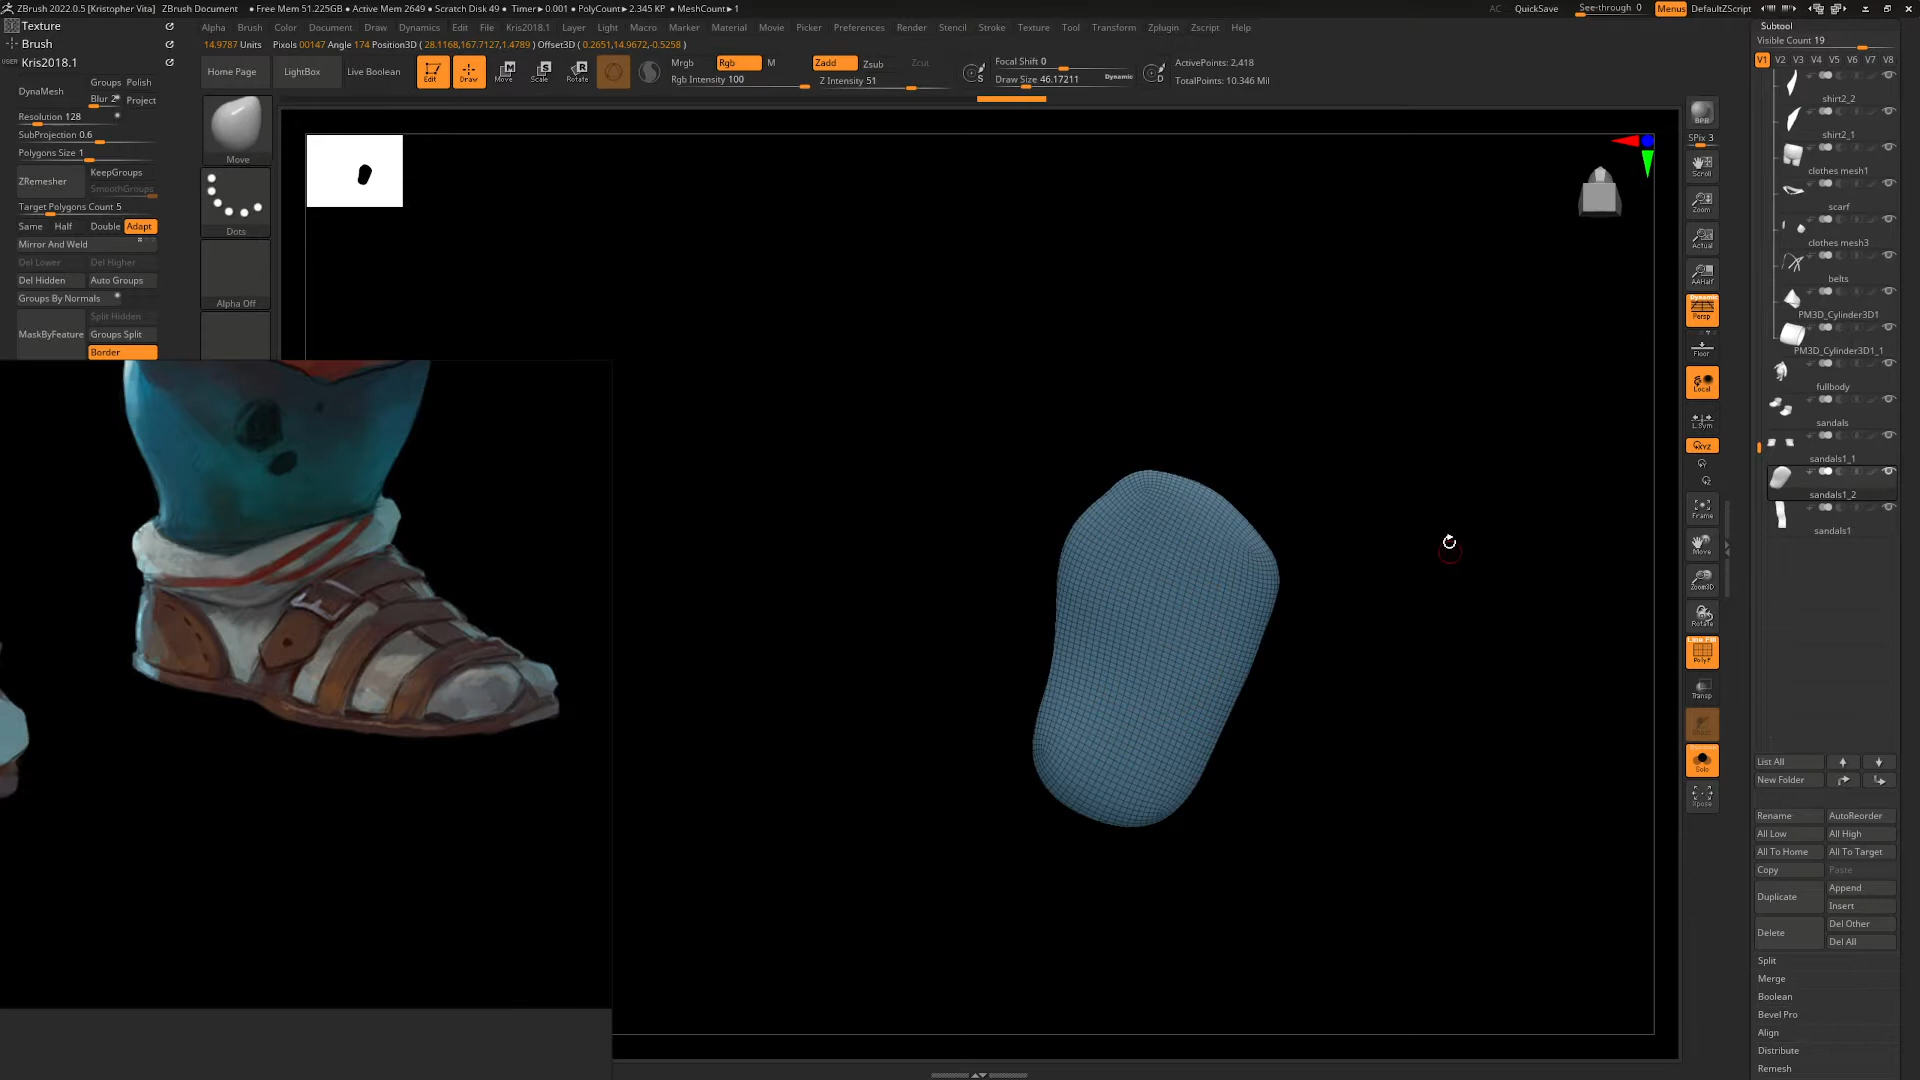 ZBrush 2022.0.5 [Kristopher Vita] ZBrush Document • Free Mem 51.225GB • Active Mem 2649 • Scratch Disk 49 • Timer▶0.001 • PolyCount▶2.345 KP • MeshCount▶1 AC QuickSave See-through 0 Menus DefaultZScript
Texture
Brush
Kris2018.1
Alpha Brush Color Document Draw Dynamics Edit File Kris2018.1 Layer Light Macro Marker Material Movie Picker Preferences Render Stencil Stroke Texture Tool Transform Zplugin Zscript Help
14.9787 Units Pixols 00147 Angle 174 Position3D ( 28.1168,167.7127,1.4789 ) Offset3D ( 0.2651,14.9672,-0.5258 )
Home Page LightBox Live Boolean Edit Draw Move Scale Rotate
Mrgb Rgb M
Rgb Intensity 100
Zadd Zsub Zcut
Z Intensity 51
Focal Shift 0
Draw Size 46.17211 Dynamic
ActivePoints: 2,418
TotalPoints: 10.346 Mil
DynaMesh
Groups Polish
Blur 2 Project
Resolution 128
SubProjection 0.6
Polygons Size 1
ZRemesher
KeepGroups
SmoothGroups
Target Polygons Count 5
Same Half Double Adapt
Mirror And Weld
Del Lower Del Higher
Del Hidden Auto Groups
Groups By Normals
Split Hidden
MaskByFeature
Groups Split
Border
Move
Dots
Alpha Off
BPR
SPix 3
Scroll
Zoom
Actual
AAHalf
Dynamic
Persp
Floor
Local
L.Sym
XYZ
Frame
Move
Zoom3D
Rotate
Line Fill
PolyF
Transp
Ghost
Dynamic
Solo
Xpose
Subtool
Visible Count 19
V1 V2 V3 V4 V5 V6 V7 V8
shirt2_2
shirt2_1
clothes mesh1
scarf
clothes mesh3
belts
PM3D_Cylinder3D1
PM3D_Cylinder3D1_1
fullbody
sandals
sandals1_1
sandals1_2
sandals1
List All
New Folder
Rename AutoReorder
All Low All High
All To Home All To Target
Copy Paste
Duplicate
Append
Insert
Delete
Del Other
Del All
Split
Merge
Boolean
Bevel Pro
Align
Distribute
Remesh